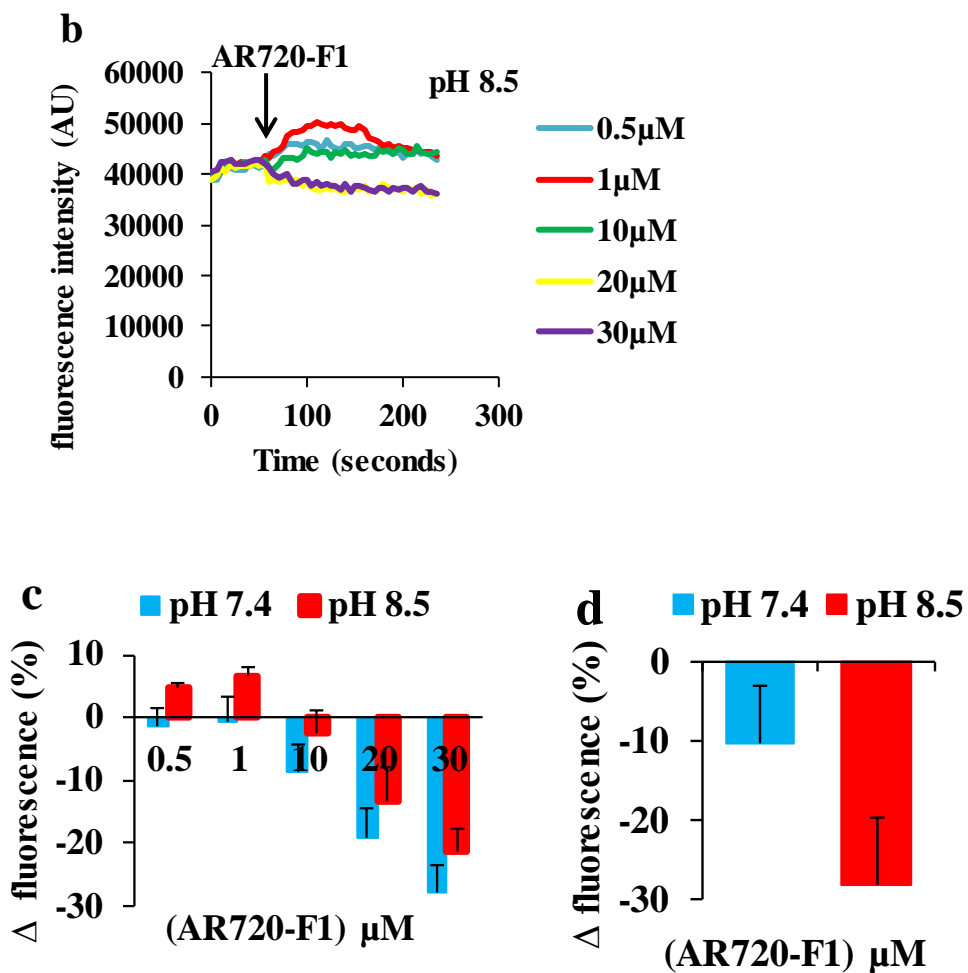 b
AR720-F1
pH 8.5
fluorescence intensity (AU)
60000
50000
40000
30000
20000
10000
0
0 100 200 300
Time (seconds)
0.5µM
1µM
10µM
20µM
30µM
c
pH 7.4 pH 8.5
Δ fluorescence (%)
10
0
-10
-20
-30
0.5 1 10 20 30
(AR720-F1) µM
d
pH 7.4 pH 8.5
Δ fluorescence (%)
0
-10
-20
-30
(AR720-F1) µM